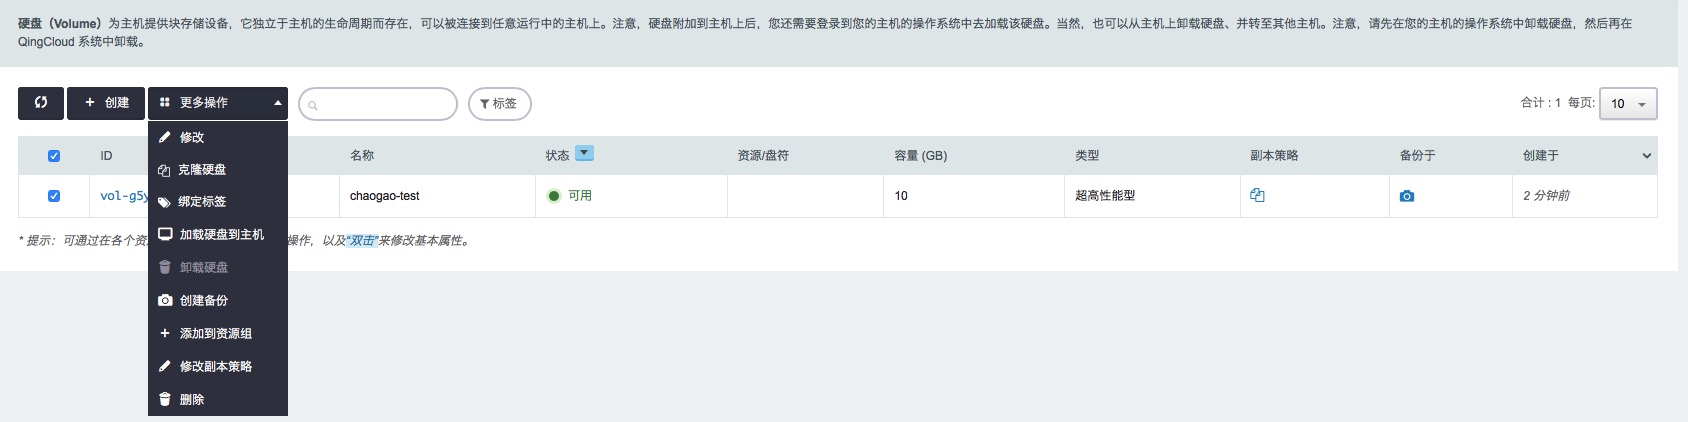 硬盘（Volume）为主机提供块存储设备，它独立于主机的生命周期而存在，可以被连接到任意运行中的主机上。注意，硬盘附加到主机上后，您还需要登录到您的主机的操作系统中去加载该硬盘。当然，也可以从主机上卸载硬盘、并转至其他主机。注意，请先在您的主机的操作系统中卸载硬盘，然后再在
QingCloud 系统中卸载。
创建 更多操作 标签 合计 : 1 每页: 10
ID 名称 状态 资源/盘符 容量 (GB) 类型 副本策略 备份于 创建于
vol-g5y chaogao-test 可用 10 超高性能型 2 分钟前
* 提示：可通过在各个资 操作，以及“双击”来修改基本属性。
修改
克隆硬盘
绑定标签
加载硬盘到主机
卸载硬盘
创建备份
添加到资源组
修改副本策略
删除